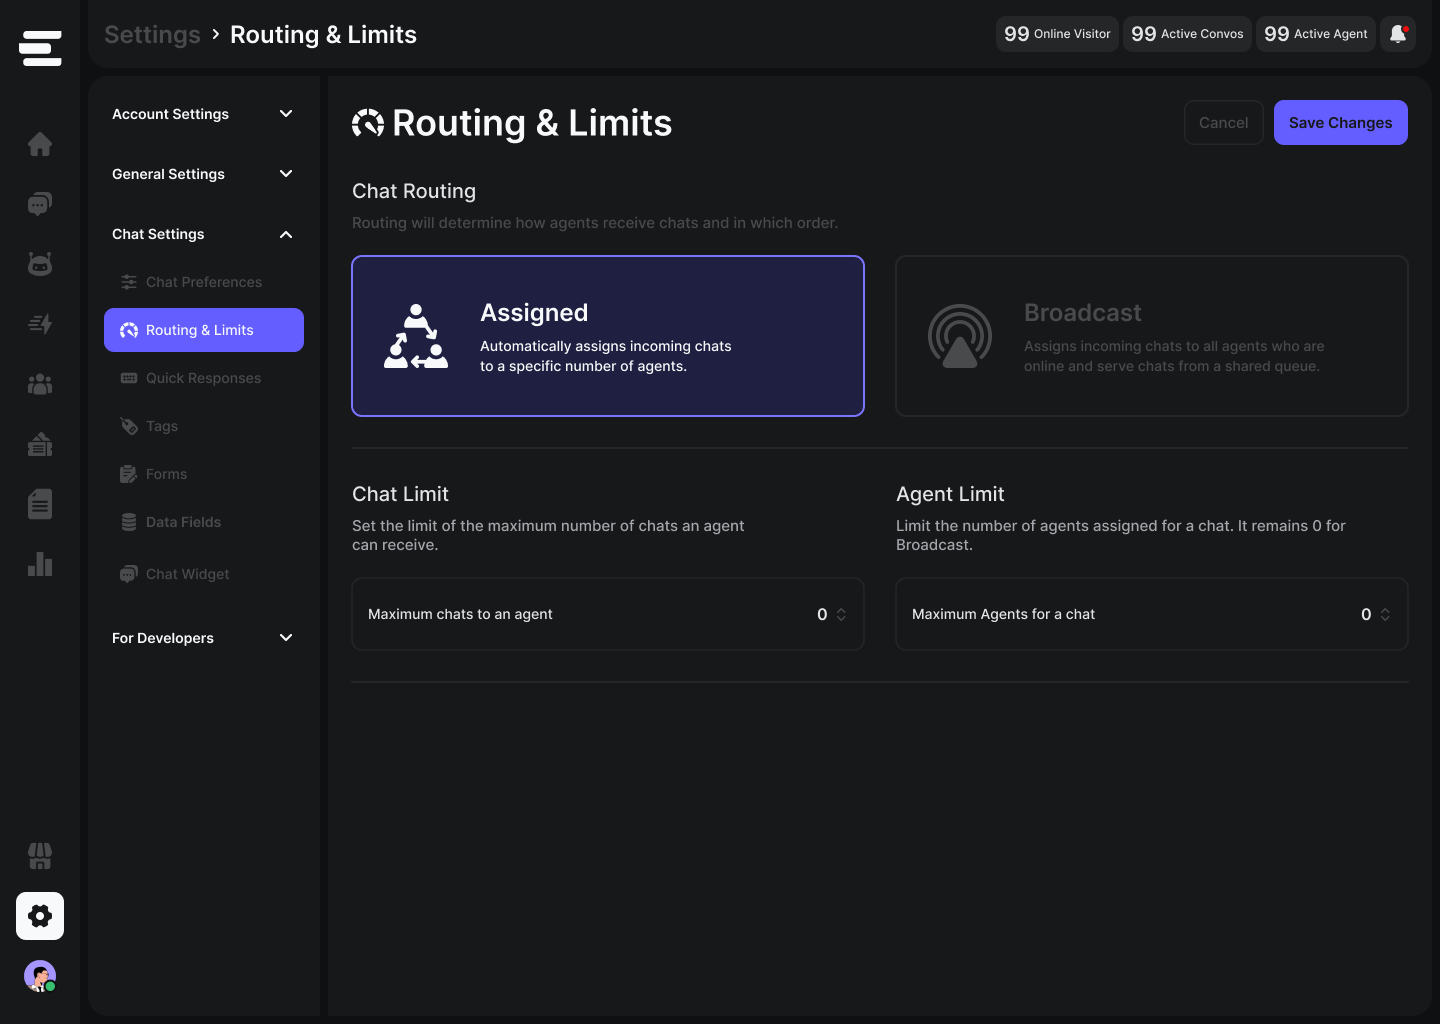 Settings > Routing & Limits
99 Online Visitor
99 Active Convos
99 Active Agent
Account Settings
General Settings
Chat Settings
Chat Preferences
Routing & Limits
Quick Responses
Tags
Forms
Data Fields
Chat Widget
For Developers
Routing & Limits
Cancel
Save Changes
Chat Routing
Routing will determine how agents receive chats and in which order.
Assigned
Automatically assigns incoming chats
to a specific number of agents.
Broadcast
Assigns incoming chats to all agents who are
online and serve chats from a shared queue.
Chat Limit
Set the limit of the maximum number of chats an agent
can receive.
Maximum chats to an agent 0
Agent Limit
Limit the number of agents assigned for a chat. It remains 0 for
Broadcast.
Maximum Agents for a chat 0